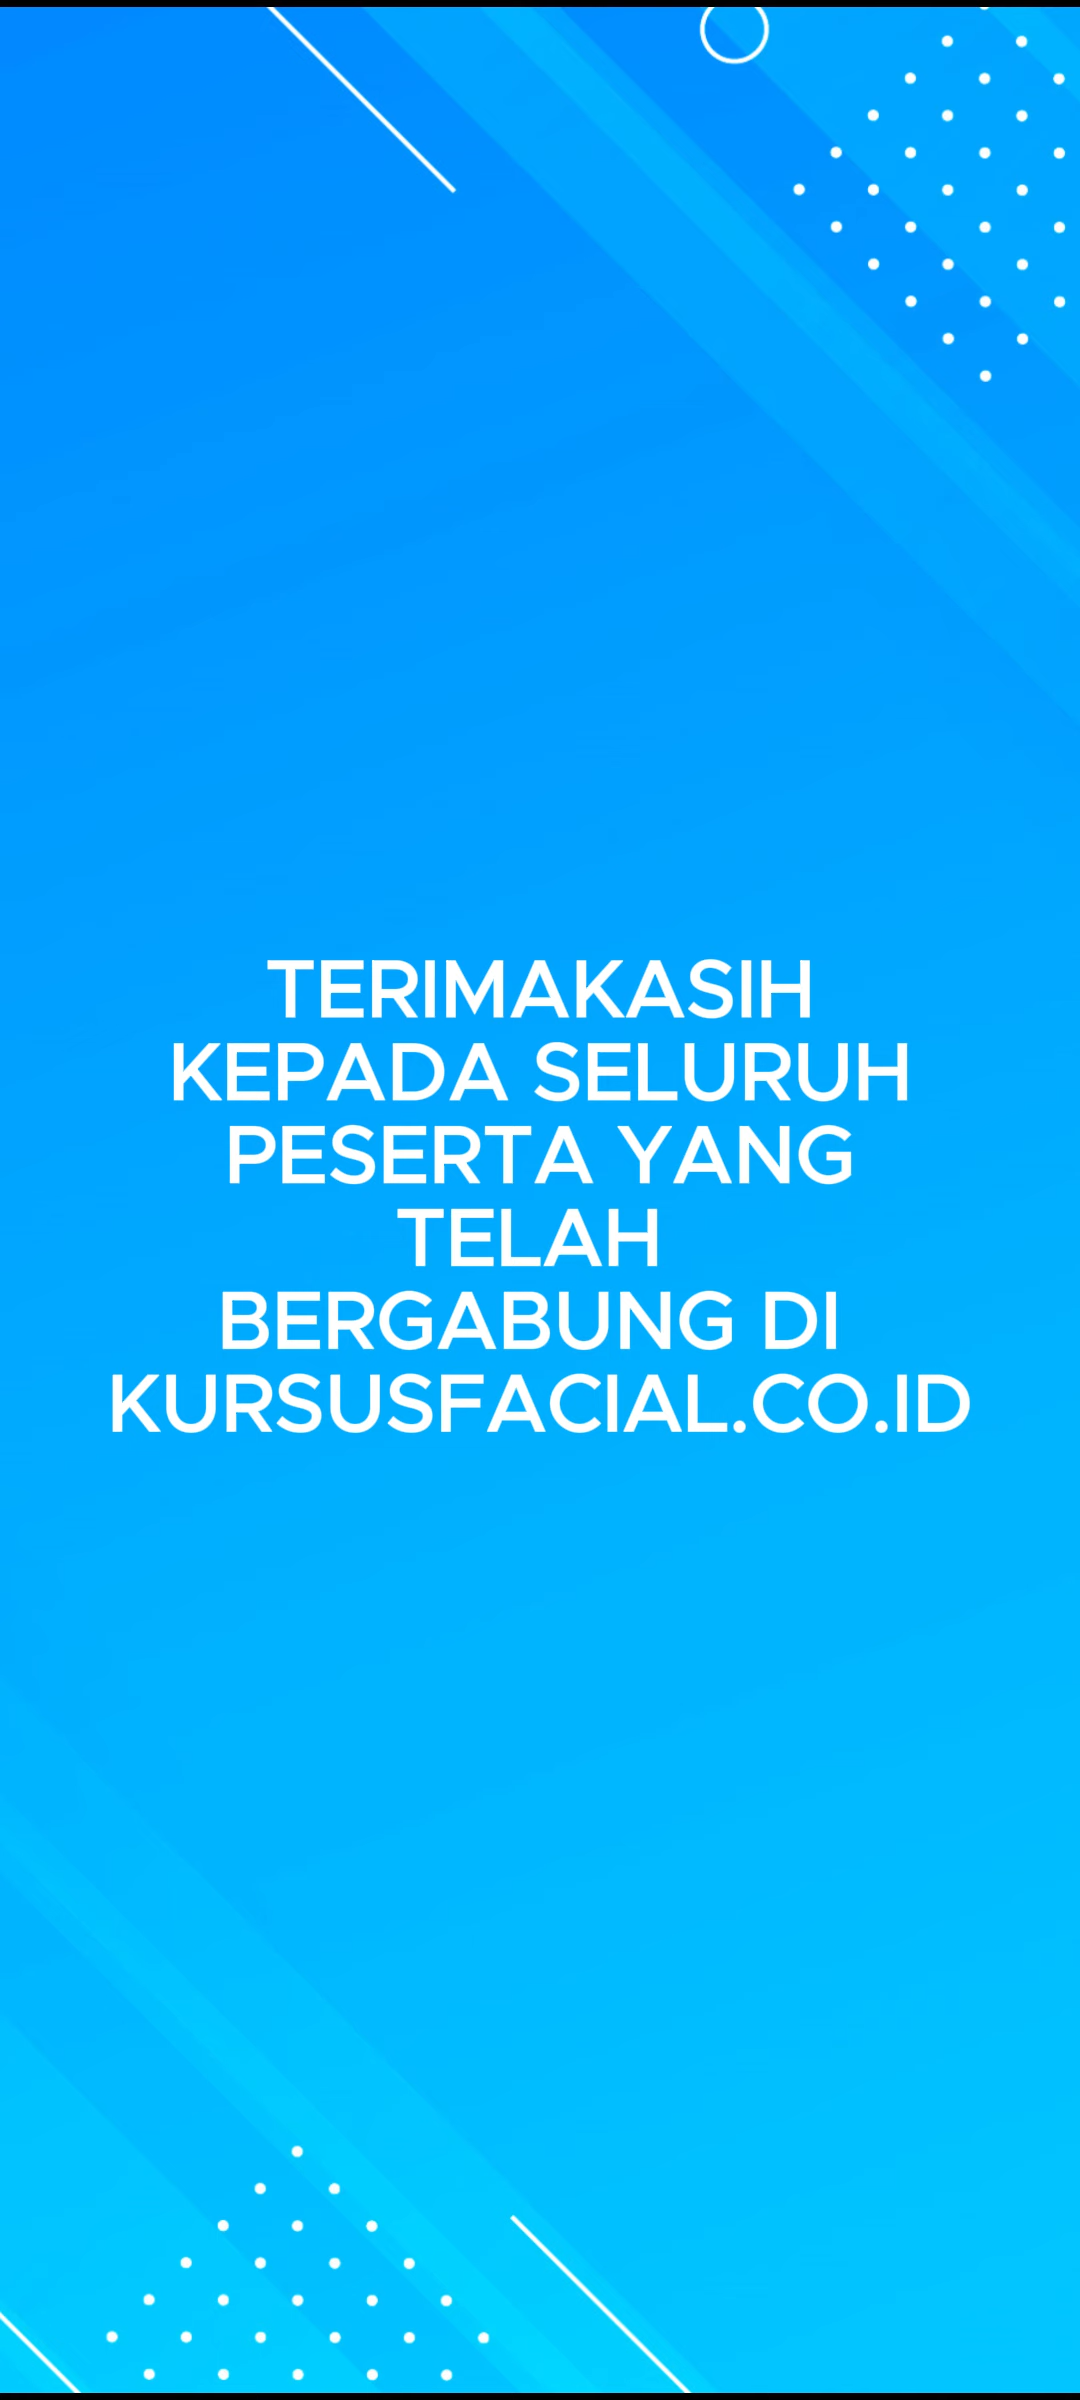 TERIMAKASIH
KEPADA SELURUH
PESERTA YANG
TELAH
BERGABUNG DI
KURSUSFACIAL.CO.ID